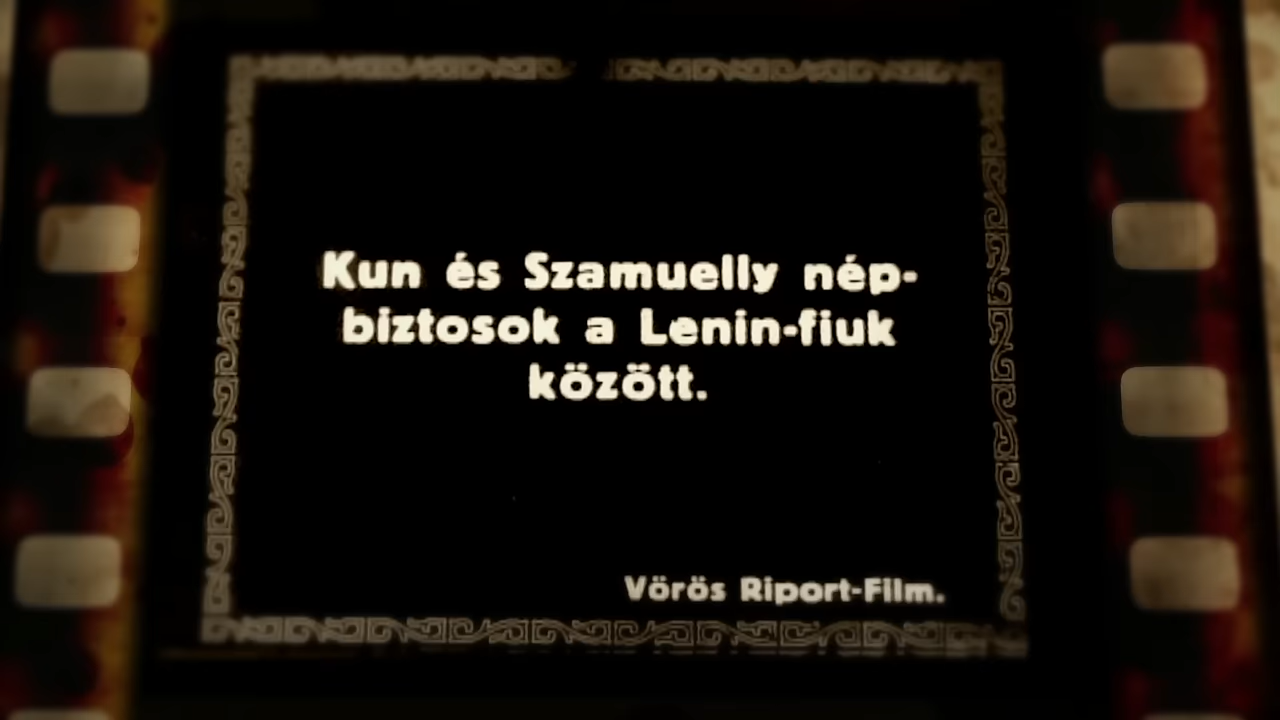 Kun és Szamuelly nép-
biztosok a Lenin-fiuk
között.
Vörös Riport-Film.